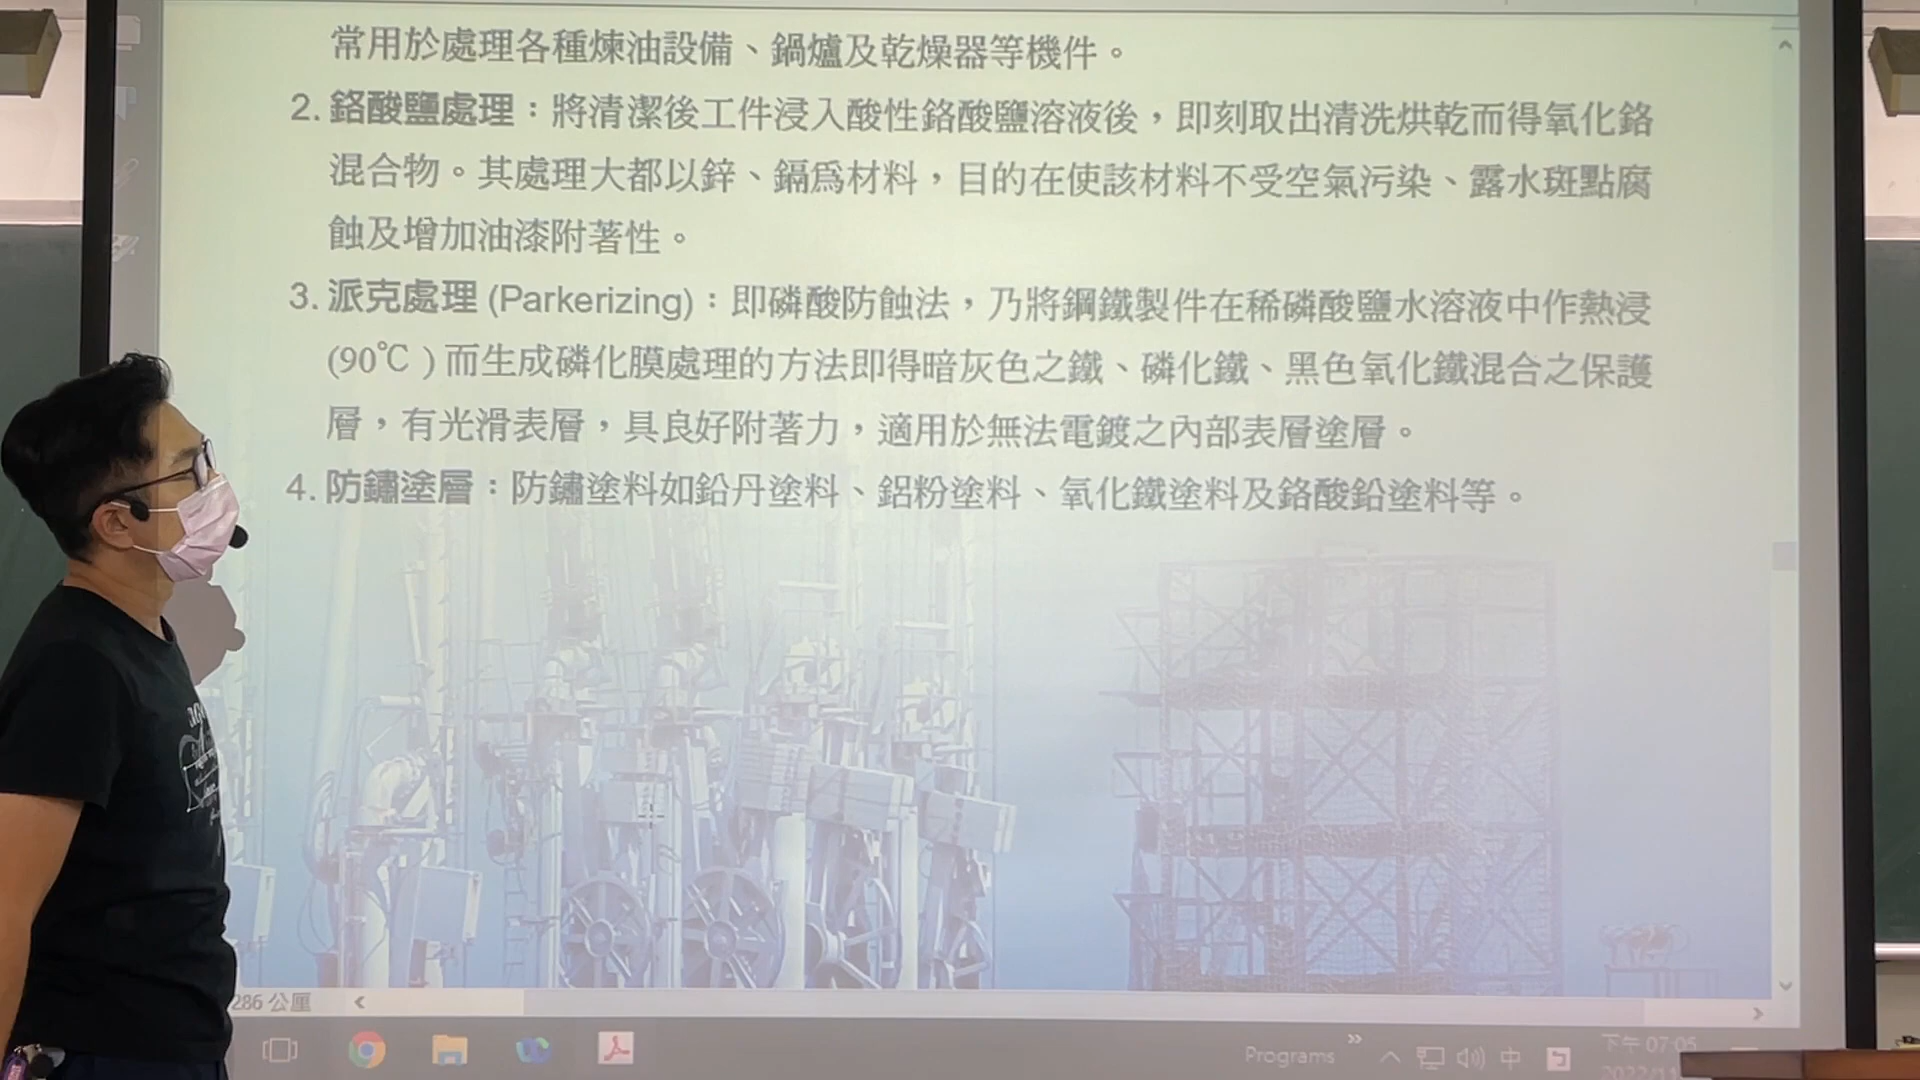 常用於處理各種煉油設備、鍋爐及乾燥器等機件。
2. 鉻酸鹽處理：將清潔後工件浸入酸性鉻酸鹽溶液後，即刻取出清洗烘乾而得氧化鉻
混合物。其處理大都以鋅、鎘為材料，目的在使該材料不受空氣污染、露水斑點腐
蝕及增加油漆附著性。
3. 派克處理 (Parkerizing)：即磷酸防蝕法，乃將鋼鐵製件在稀磷酸鹽水溶液中作熱浸
(90℃ ) 而生成磷化膜處理的方法即得暗灰色之鐵、磷化鐵、黑色氧化鐵混合之保護
層，有光滑表層，具良好附著力，適用於無法電鍍之內部表層塗層。
4. 防鏽塗層：防鏽塗料如鉛丹塗料、鋁粉塗料、氧化鐵塗料及鉻酸鉛塗料等。
286 公厘
Programs
中
下午 07:05